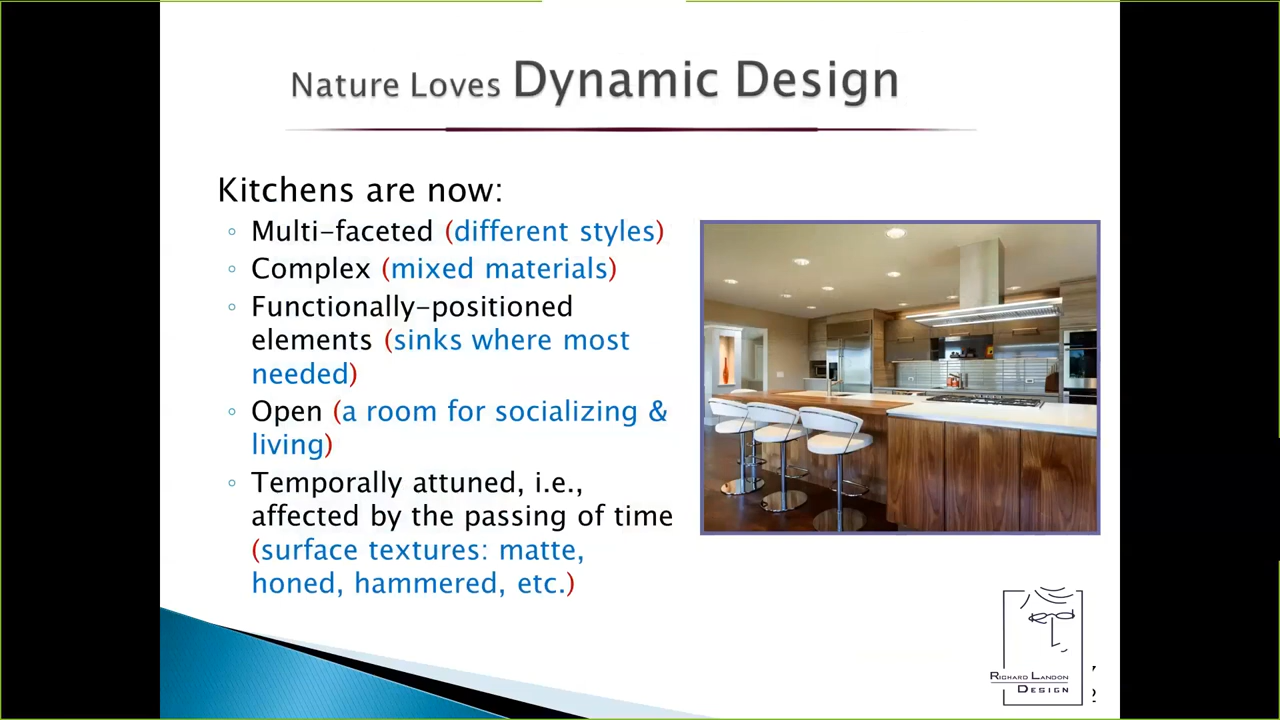 Nature Loves Dynamic Design
Kitchens are now:
Multi-faceted (different styles)
Complex (mixed materials)
Functionally-positioned
elements (sinks where most
needed)
Open (a room for socializing &
living)
Temporally attuned, i.e.,
affected by the passing of time
(surface textures: matte,
honed, hammered, etc.)
RICHARD LANDON
DESIGN